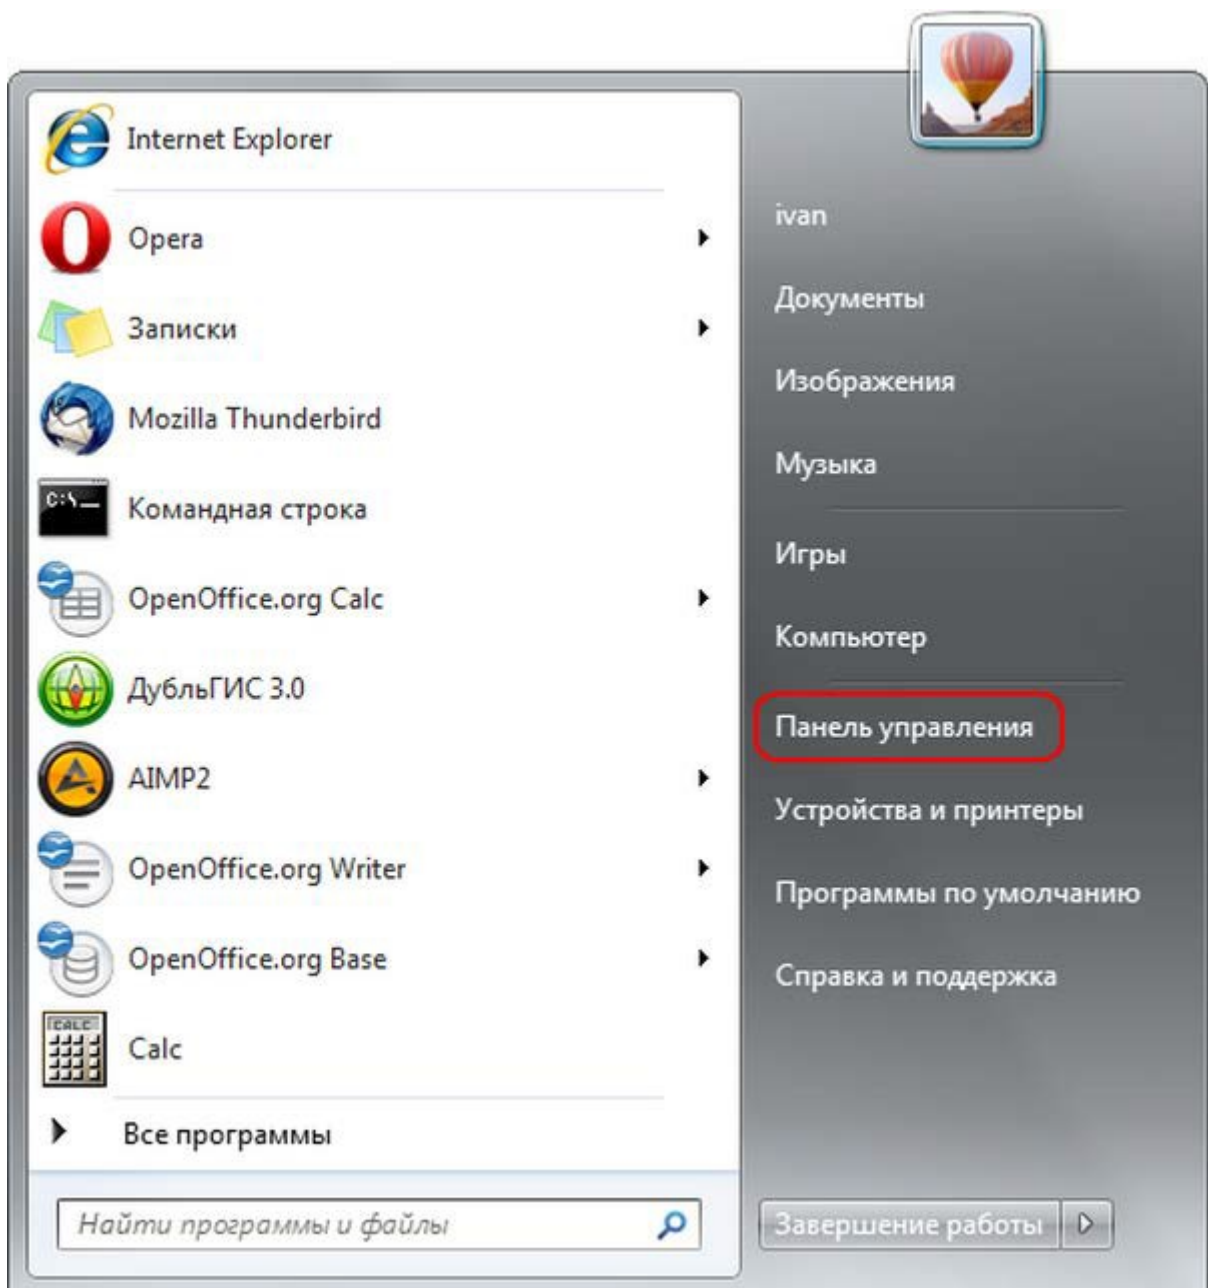 Internet Explorer
Opera
Записки
Mozilla Thunderbird
C:\_
Командная строка
OpenOffice.org Calc
ДубльГИС 3.0
AIMP2
OpenOffice.org Writer
OpenOffice.org Base
CALC
Calc
Все программы
Найти программы и файлы
ivan
Документы
Изображения
Музыка
Игры
Компьютер
Панель управления
Устройства и принтеры
Программы по умолчанию
Справка и поддержка
Завершение работы